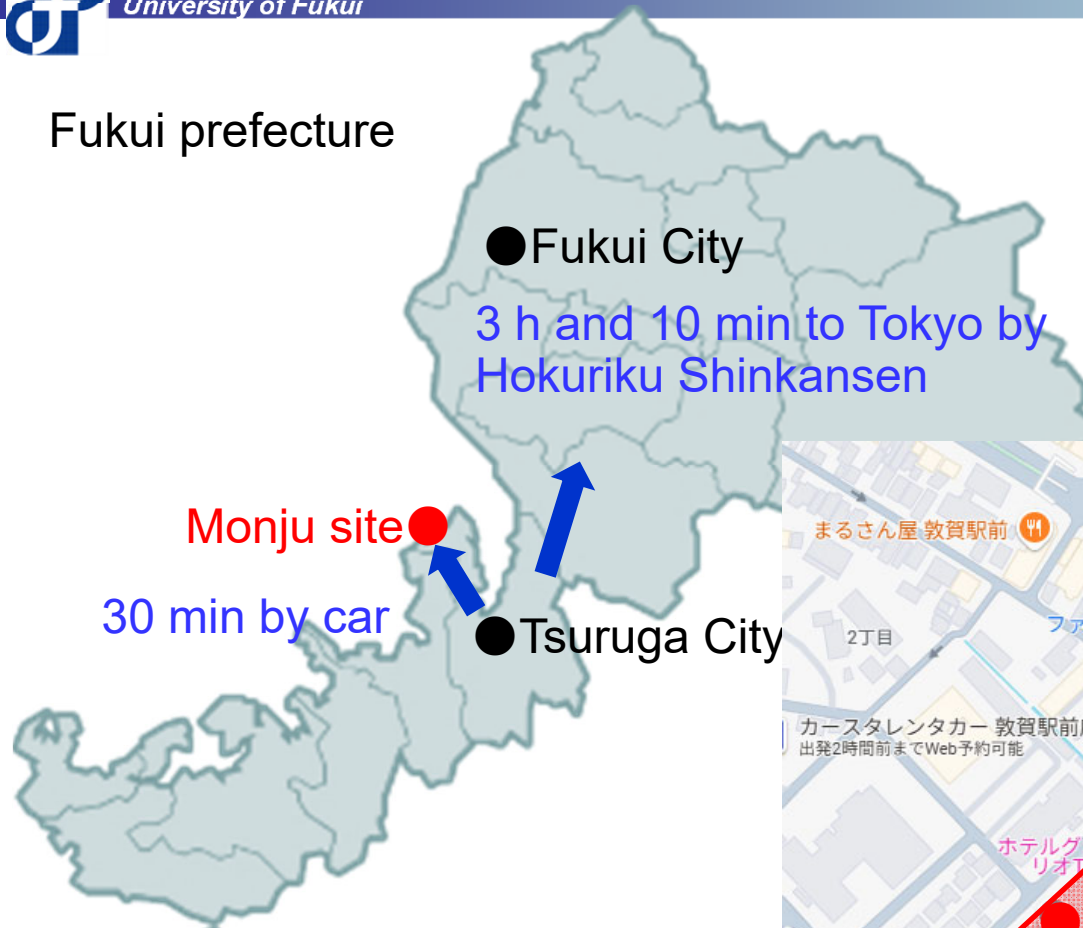 University of Fukui
Fukui prefecture
Fukui City
3 h and 10 min to Tokyo by
Hokuriku Shinkansen
Monju site
30 min by car
Tsuruga City
まるさん屋 敦賀駅前
ファ
2丁目
カースタレンタカー 敦賀駅前
出発2時間前までWeb予約可能
ホテルグ
リオT